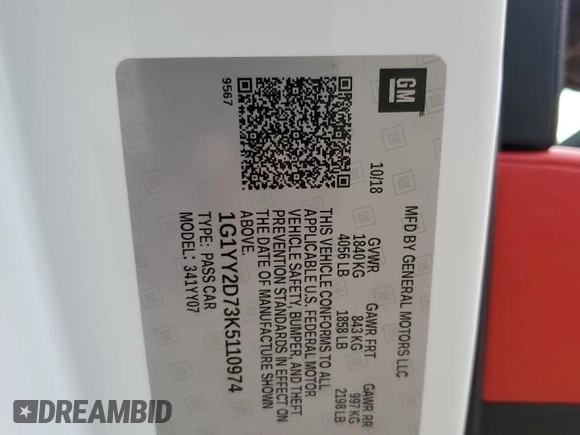 GM
MFD BY GENERAL MOTORS LLC
10/18
GVWR GAWR FRT GAWR RR
1840 KG 843 KG 997 KG
4056 LB 1858 LB 2198 LB
THIS VEHICLE CONFORMS TO ALL
APPLICABLE U.S. FEDERAL MOTOR
VEHICLE SAFETY, BUMPER, AND THEFT
PREVENTION STANDARDS IN EFFECT ON
THE DATE OF MANUFACTURE SHOWN
ABOVE.
1G1YY2D73K5110974
TYPE: PASS CAR
MODEL: 341YY07
9567
DREAMBID